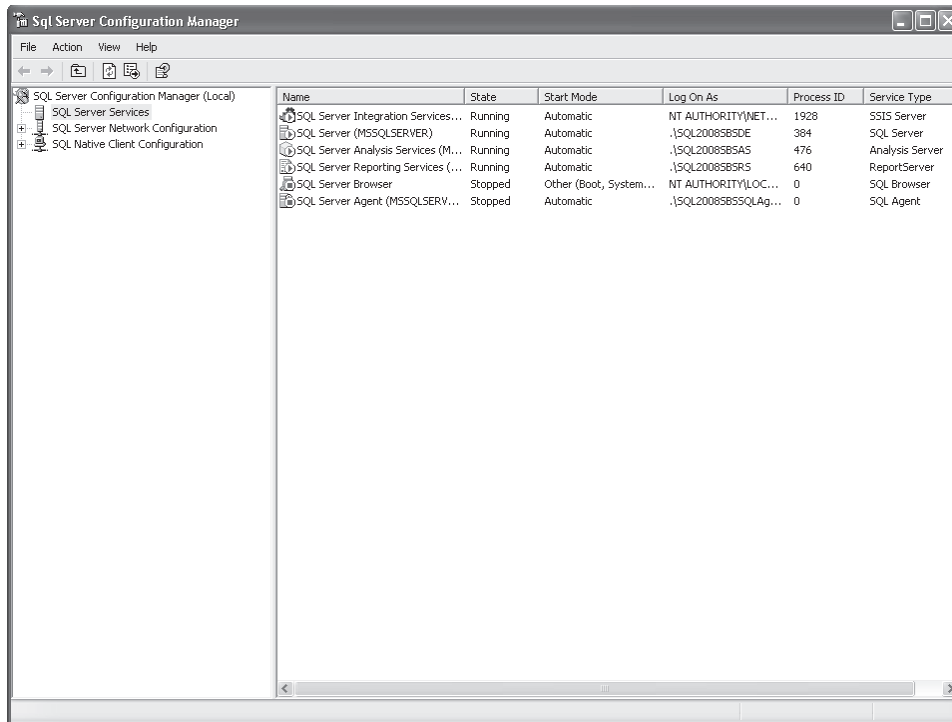 Sql Server Configuration Manager
File Action View Help
SQL Server Configuration Manager (Local)
SQL Server Services
SQL Server Network Configuration
SQL Native Client Configuration
Name State Start Mode Log On As Process ID Service Type
SQL Server Integration Services... Running Automatic NT AUTHORITY\NET... 1928 SSIS Server
SQL Server (MSSQLSERVER) Running Automatic .\SQL2008SBSDE 384 SQL Server
SQL Server Analysis Services (M... Running Automatic .\SQL2008SBSAS 476 Analysis Server
SQL Server Reporting Services (... Running Automatic .\SQL2008SBSRS 640 ReportServer
SQL Server Browser Stopped Other (Boot, System... NT AUTHORITY\LOC... 0 SQL Browser
SQL Server Agent (MSSQLSERV... Stopped Automatic .\SQL2008SBSSQLAg... 0 SQL Agent